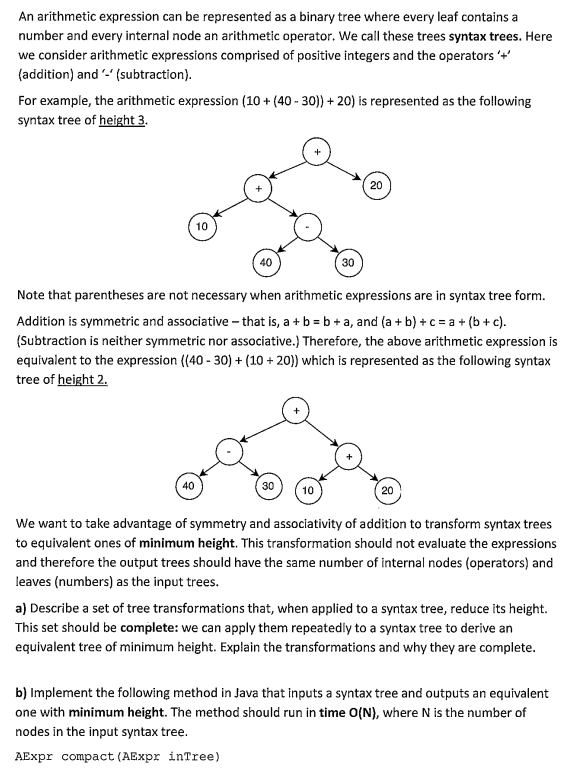 An arithmetic expression can be represented as a binary tree where every leaf contains a
number and every internal node an arithmetic operator. We call these trees syntax trees. Here
we consider arithmetic expressions comprised of positive integers and the operators '+'
(addition) and '-' (subtraction).
For example, the arithmetic expression (10 + (40 - 30)) + 20) is represented as the following
syntax tree of height 3.
+
+
20
10
-
40
30
Note that parentheses are not necessary when arithmetic expressions are in syntax tree form.
Addition is symmetric and associative – that is, a + b = b + a, and (a + b) + c = a + (b + c).
(Subtraction is neither symmetric nor associative.) Therefore, the above arithmetic expression is
equivalent to the expression ((40 - 30) + (10 + 20)) which is represented as the following syntax
tree of height 2.
+
-
+
40
30
10
20
We want to take advantage of symmetry and associativity of addition to transform syntax trees
to equivalent ones of minimum height. This transformation should not evaluate the expressions
and therefore the output trees should have the same number of internal nodes (operators) and
leaves (numbers) as the input trees.
a) Describe a set of tree transformations that, when applied to a syntax tree, reduce its height.
This set should be complete: we can apply them repeatedly to a syntax tree to derive an
equivalent tree of minimum height. Explain the transformations and why they are complete.
b) Implement the following method in Java that inputs a syntax tree and outputs an equivalent
one with minimum height. The method should run in time O(N), where N is the number of
nodes in the input syntax tree.
AExpr compact(AExpr inTree)